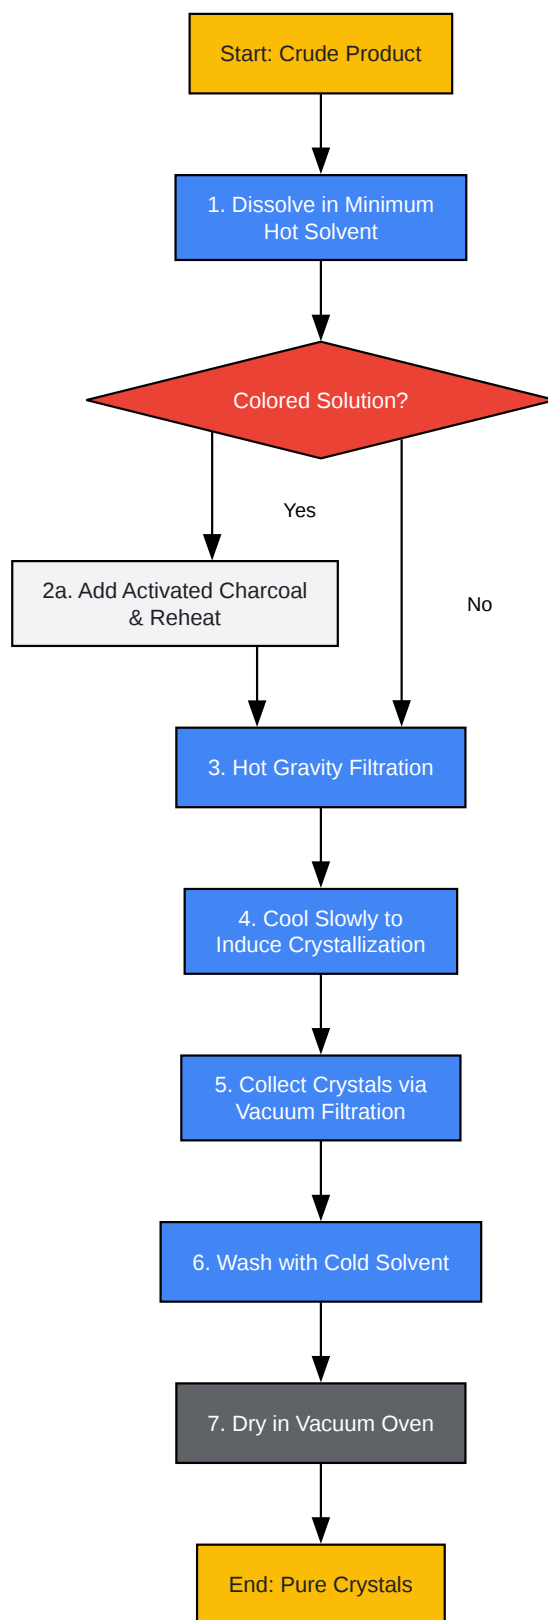 Start: Crude Product
1. Dissolve in Minimum
Hot Solvent
Colored Solution?
Yes
2a. Add Activated Charcoal
& Reheat
No
3. Hot Gravity Filtration
4. Cool Slowly to
Induce Crystallization
5. Collect Crystals via
Vacuum Filtration
6. Wash with Cold Solvent
7. Dry in Vacuum Oven
End: Pure Crystals